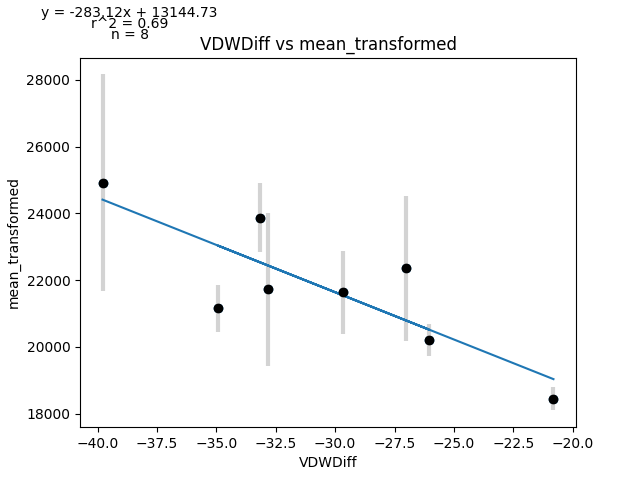 y = -283.12x + 13144.73
r^2 = 0.69
n = 8
VDWDiff vs mean_transformed
mean_transformed
28000
26000
24000
22000
20000
18000
−40.0 −37.5 −35.0 −32.5 −30.0 −27.5 −25.0 −22.5 −20.0
VDWDiff